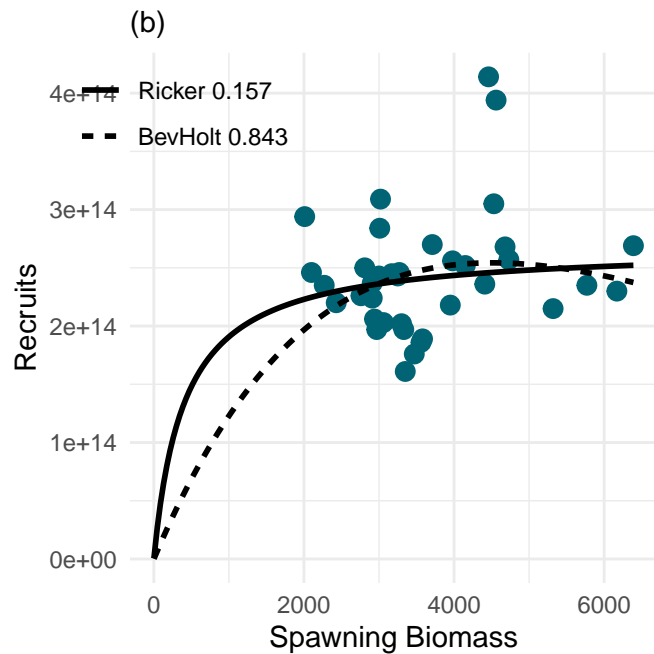 (b)
4e+14
Ricker 0.157
BevHolt 0.843
3e+14
2e+14
1e+14
0e+00
Recruits
0 2000 4000 6000
Spawning Biomass